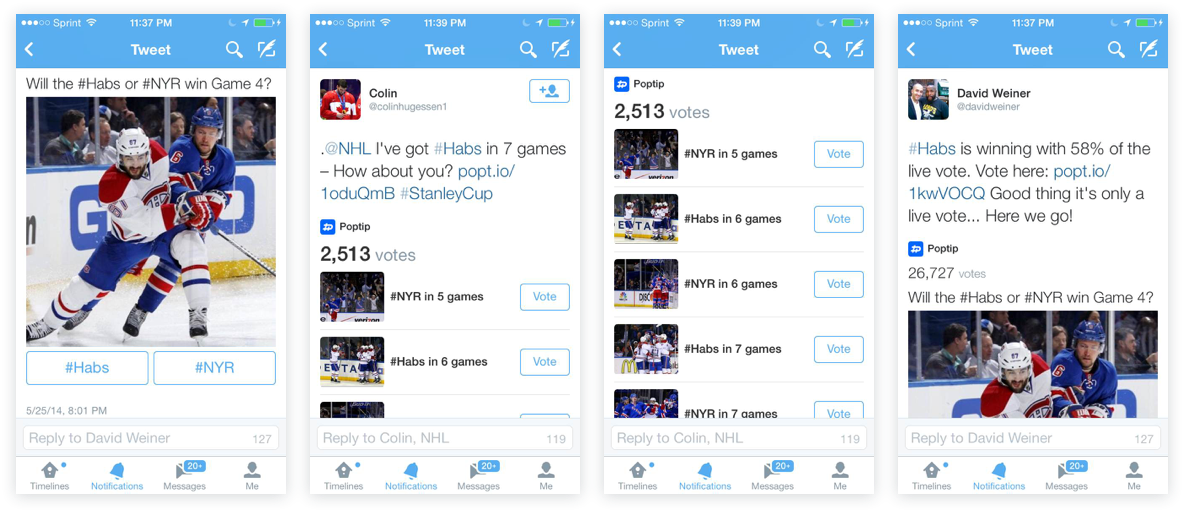 ●●●○○ Sprint 11:37 PM
Tweet
Will the #Habs or #NYR win Game 4?
#Habs #NYR
5/25/14, 8:01 PM
Reply to David Weiner 127
20+
Timelines Notifications Messages Me
●●●○○ Sprint 11:39 PM
Tweet
Colin
@colinhugessen1
.@NHL I've got #Habs in 7 games
– How about you? popt.io/
1oduQmB #StanleyCup
Poptip
2,513 votes
#NYR in 5 games Vote
#Habs in 6 games Vote
Reply to Colin, NHL 119
20+
Timelines Notifications Messages Me
●●●○○ Sprint 11:39 PM
Tweet
Poptip
2,513 votes
#NYR in 5 games Vote
#Habs in 6 games Vote
#NYR in 6 games Vote
#Habs in 7 games Vote
#NYR in 7 games Vote
Reply to Colin, NHL 119
20+
Timelines Notifications Messages Me
●●●○○ Sprint 11:37 PM
Tweet
David Weiner
@davidweiner
#Habs is winning with 58% of the
live vote. Vote here: popt.io/
1kwVOCQ Good thing it's only a
live vote... Here we go!
Poptip
26,727 votes
Will the #Habs or #NYR win Game 4?
Reply to David Weiner 127
20+
Timelines Notifications Messages Me